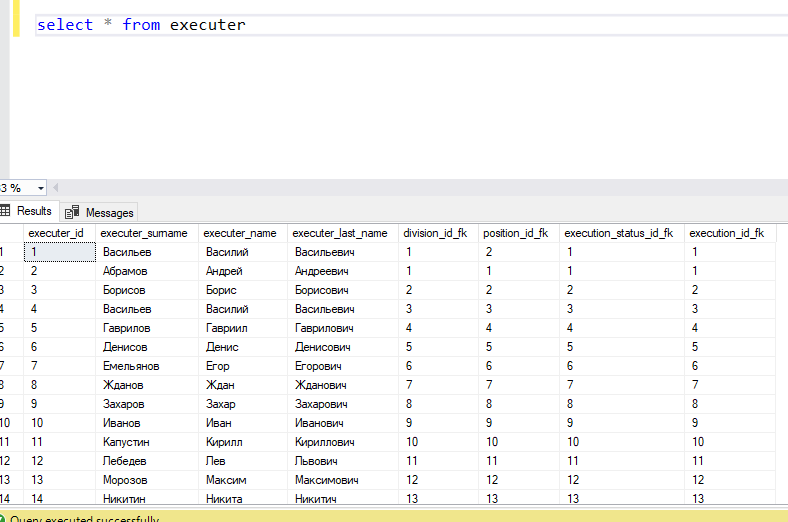 select * from executer
3 %
Results Messages
executer_id executer_surname executer_name executer_last_name division_id_fk position_id_fk execution_status_id_fk execution_id_fk
1 1 Васильев Василий Васильевич 1 2 1 1
2 2 Абрамов Андрей Андреевич 1 1 1 1
3 3 Борисов Борис Борисович 2 2 2 2
4 4 Васильев Василий Васильевич 3 3 3 3
5 5 Гаврилов Гавриил Гаврилович 4 4 4 4
6 6 Денисов Денис Денисович 5 5 5 5
7 7 Емельянов Егор Егорович 6 6 6 6
8 8 Жданов Ждан Жданович 7 7 7 7
9 9 Захаров Захар Захарович 8 8 8 8
10 10 Иванов Иван Иванович 9 9 9 9
11 11 Капустин Кирилл Кириллович 10 10 10 10
12 12 Лебедев Лев Львович 11 11 11 11
13 13 Морозов Максим Максимович 12 12 12 12
14 14 Никитин Никита Никитич 13 13 13 13
Query executed successfully